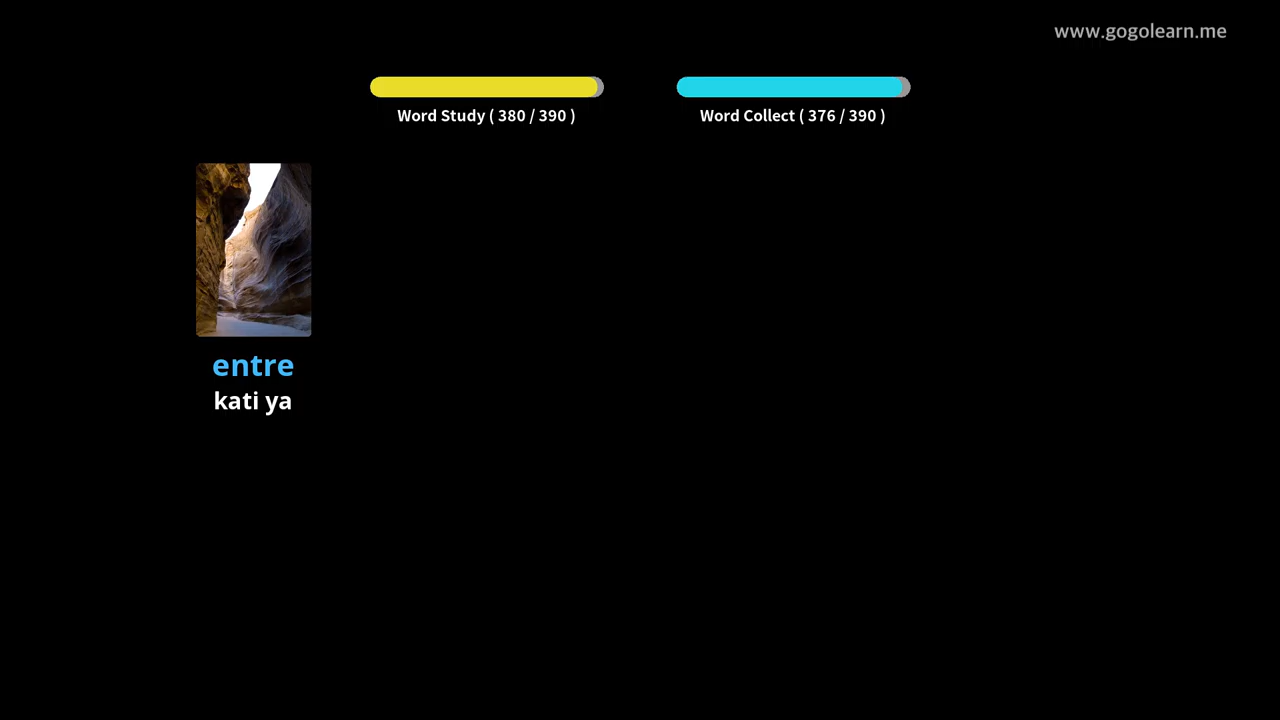 www.gogolearn.me
Word Study ( 380 / 390 )
Word Collect ( 376 / 390 )
entre
kati ya